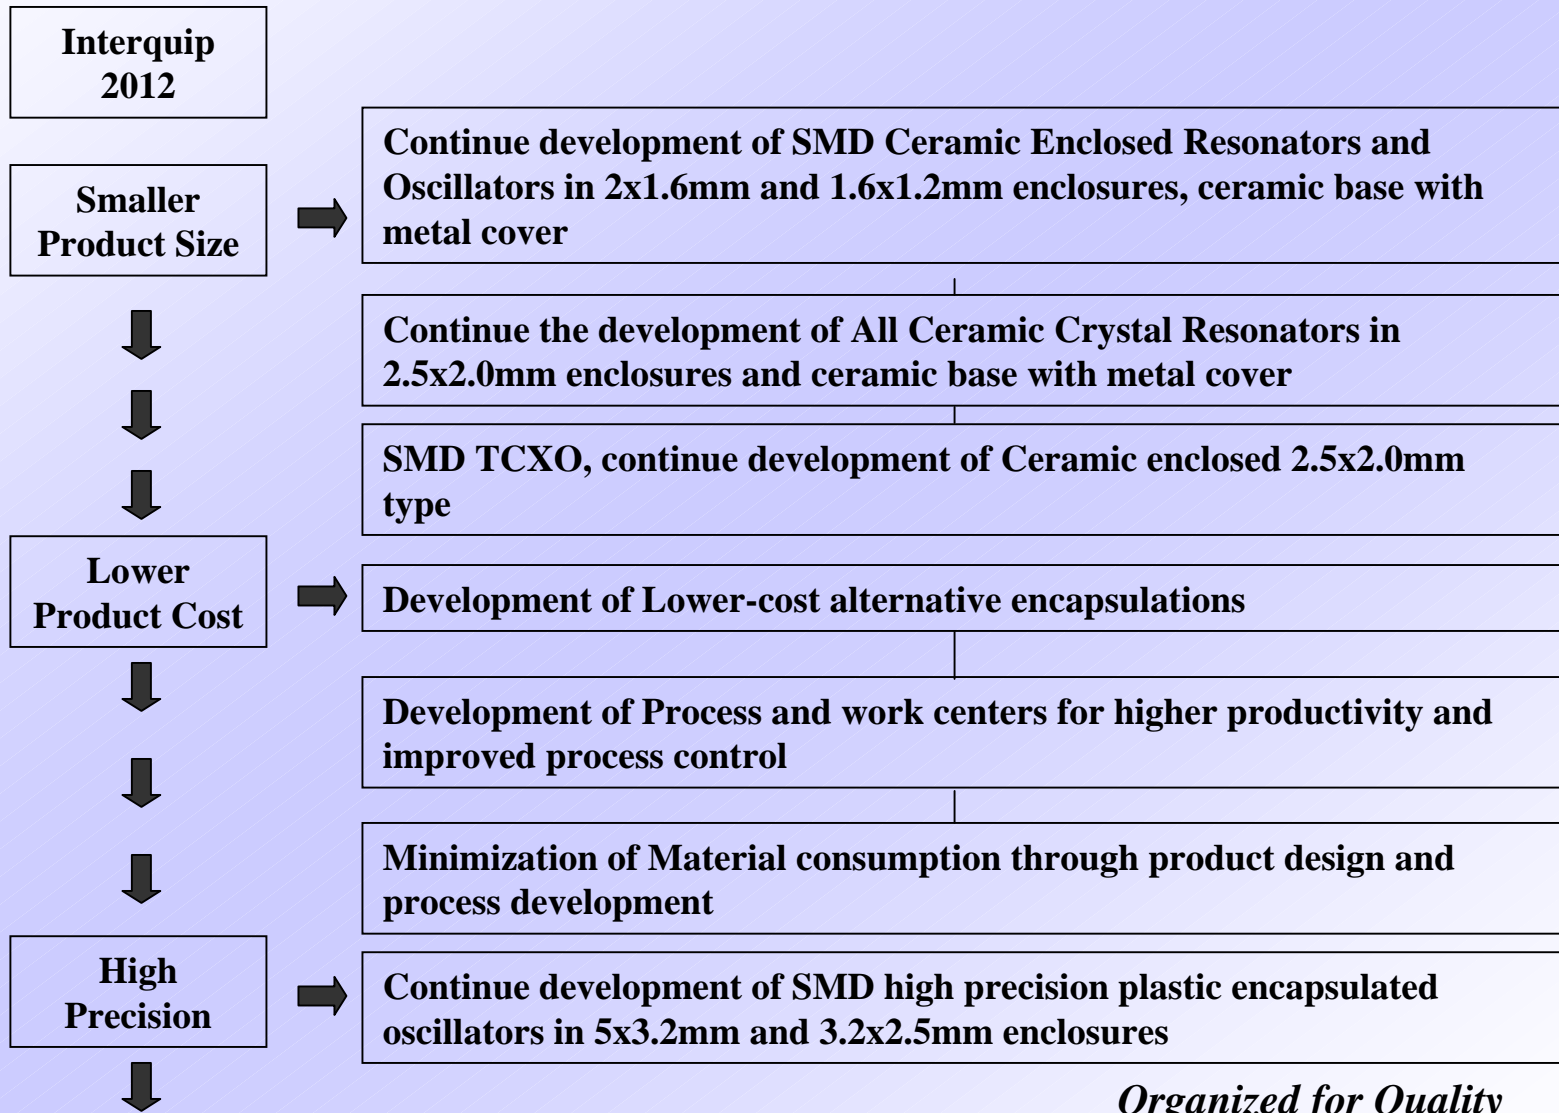 Interquip
2012
Smaller
Product Size
Continue development of SMD Ceramic Enclosed Resonators and
Oscillators in 2x1.6mm and 1.6x1.2mm enclosures, ceramic base with
metal cover
Continue the development of All Ceramic Crystal Resonators in
2.5x2.0mm enclosures and ceramic base with metal cover
SMD TCXO, continue development of Ceramic enclosed 2.5x2.0mm
type
Lower
Product Cost
Development of Lower-cost alternative encapsulations
Development of Process and work centers for higher productivity and
improved process control
Minimization of Material consumption through product design and
process development
High
Precision
Continue development of SMD high precision plastic encapsulated
oscillators in 5x3.2mm and 3.2x2.5mm enclosures
Organized for Quality